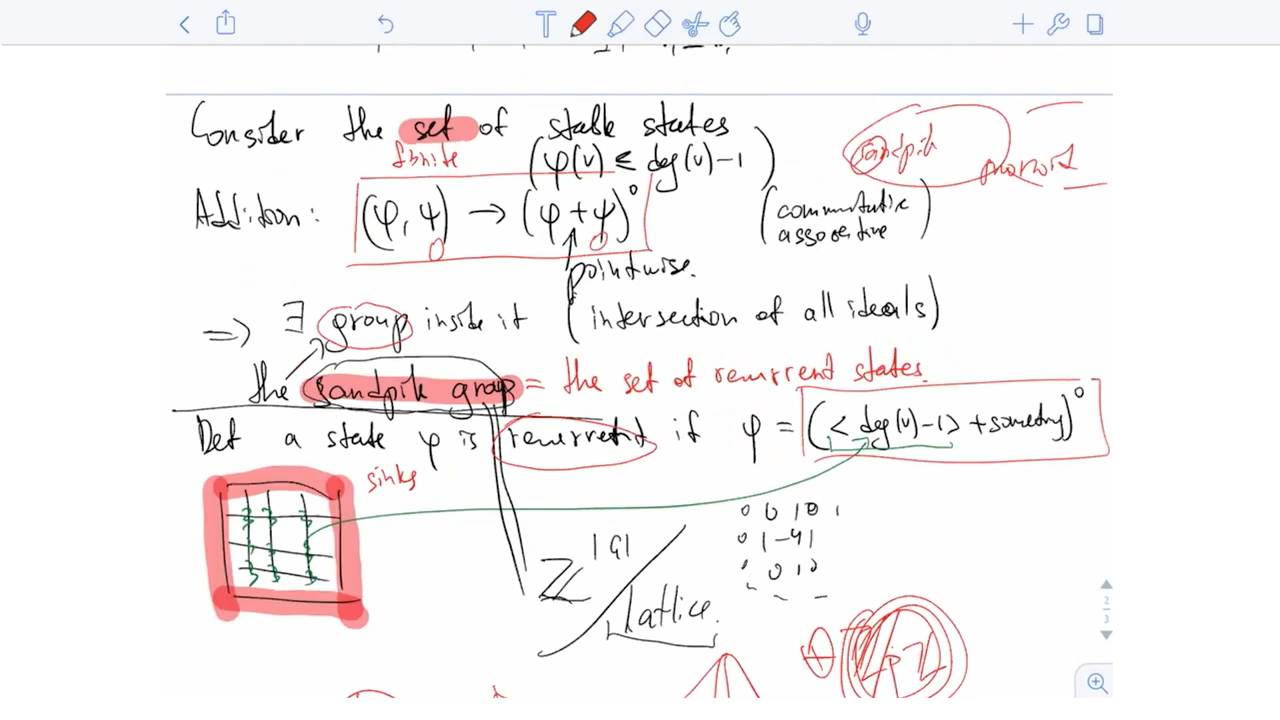 Consider the set of stable states
finite
(φ(v) ≤ deg(v)-1)
sandpile
monoid
Addition: (φ, ψ) → (φ + ψ)°
(commutative
associative)
pointwise.
⇒ ∃ group inside it (intersection of all ideals)
the sandpile group = the set of recurrent states.
Def a state φ is recurrent if φ = (< deg(v)-1> + something)°
sinks
0 0 1 0
0 1 -4 1
0 1 0
ℤ^|G| / Lattice.
2/3